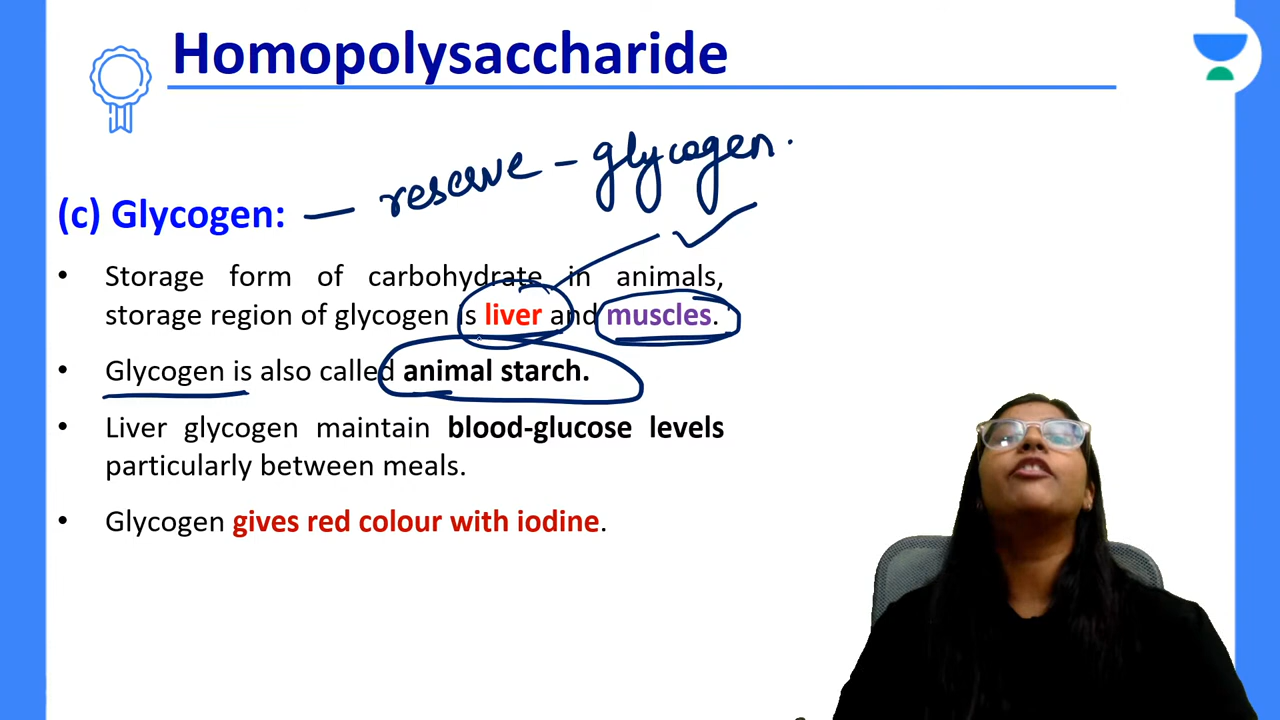 Homopolysaccharide
reserve - glycogen.
(c) Glycogen: —
• Storage form of carbohydrate in animals,
storage region of glycogen is liver and muscles.
• Glycogen is also called animal starch.
• Liver glycogen maintain blood-glucose levels
particularly between meals.
• Glycogen gives red colour with iodine.